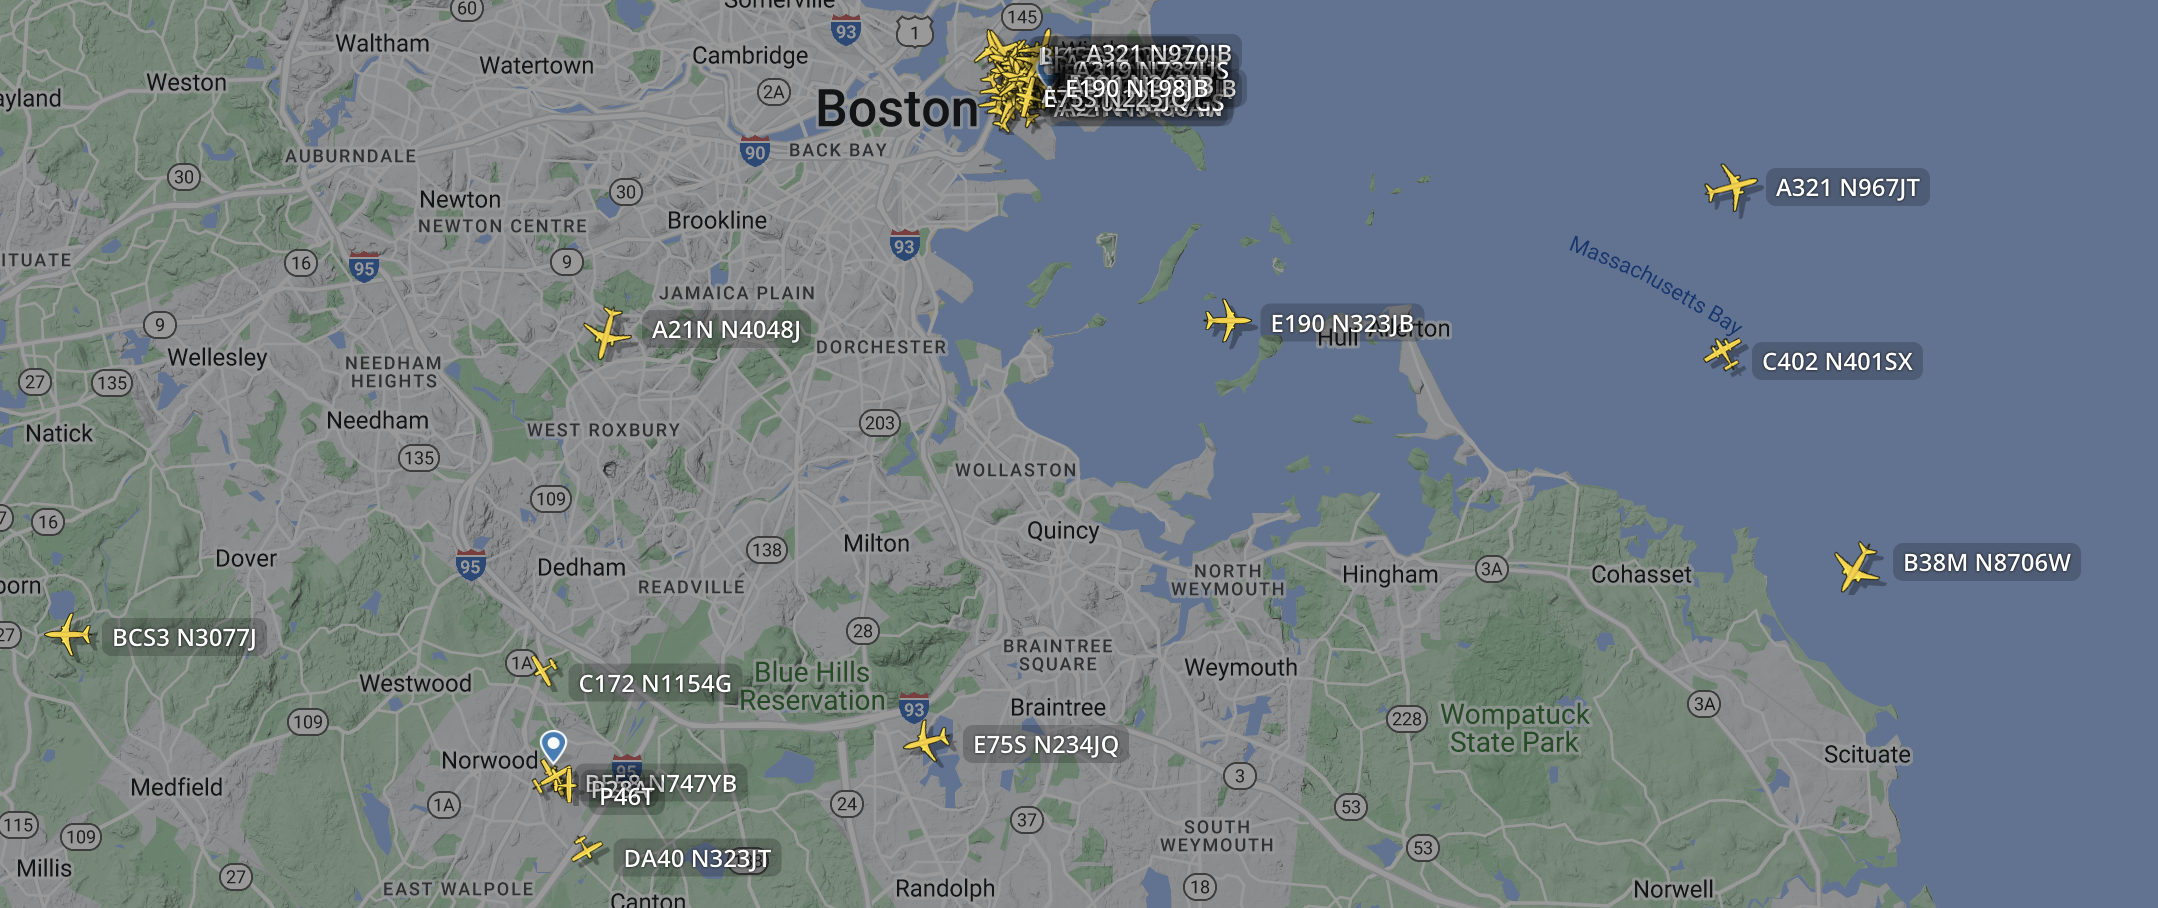 60
Somerville
145
93
1
Waltham
Watertown
Cambridge
A321 N970JB
Weston
2A
E190 N198JB
E75S N225JQ
Boston
90
BACK BAY
AUBURNDALE
30
30
Newton
NEWTON CENTRE
Brookline
A321 N967JT
93
9
16
95
Massachusetts Bay
JAMAICA PLAIN
9
A21N N4048J
E190 N323JB
Hull
Wellesley
DORCHESTER
C402 N401SX
NEEDHAM
HEIGHTS
27
135
Needham
203
Natick
WEST ROXBURY
135
WOLLASTON
109
16
Quincy
Milton
138
Dover
95
Dedham
READVILLE
NORTH
WEYMOUTH
Hingham
3A
Cohasset
B38M N8706W
27
BCS3 N3077J
28
BRAINTREE
SQUARE
1A
C172 N1154G
Westwood
Blue Hills
Reservation
Weymouth
93
Braintree
109
228
Wompatuck
State Park
3A
E75S N234JQ
Scituate
Norwood
95
N747YB
P46T
Medfield
1A
24
3
53
115
109
37
SOUTH
WEYMOUTH
53
DA40 N323JT
Millis
27
EAST WALPOLE
Canton
Randolph
18
Norwell